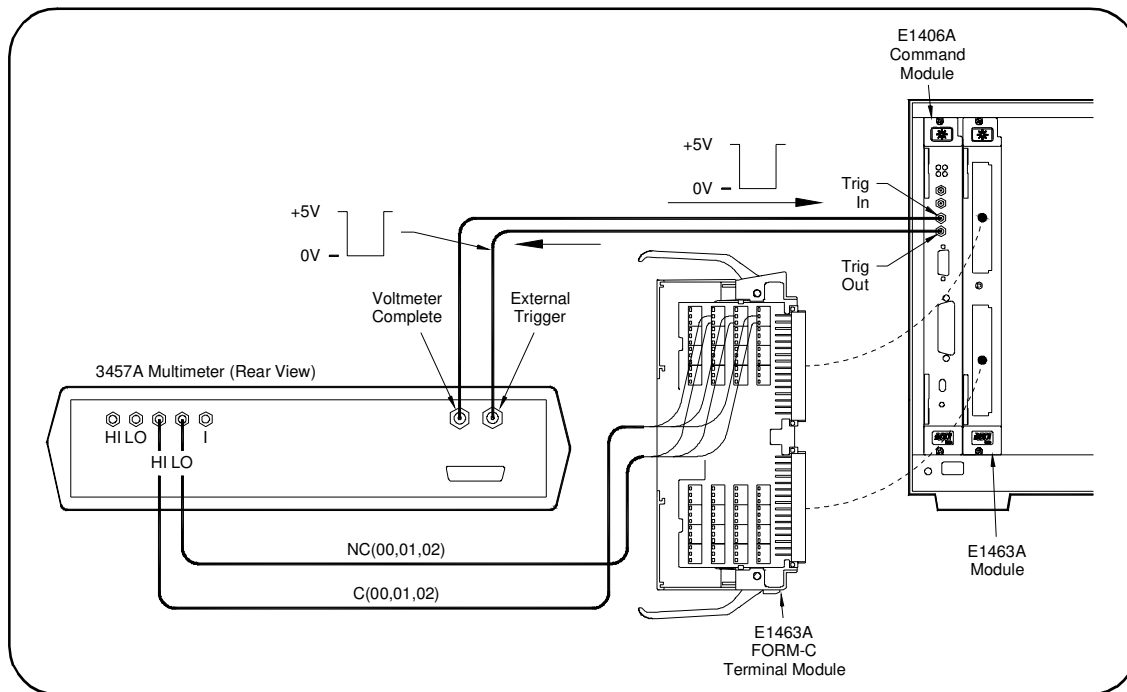 E1406A
Command
Module
+5V
0V
Trig
In
+5V
0V
Trig
Out
Voltmeter
Complete
External
Trigger
3457A Multimeter (Rear View)
HI LO
I
HI LO
NC(00,01,02)
C(00,01,02)
E1463A
Module
E1463A
FORM-C
Terminal Module